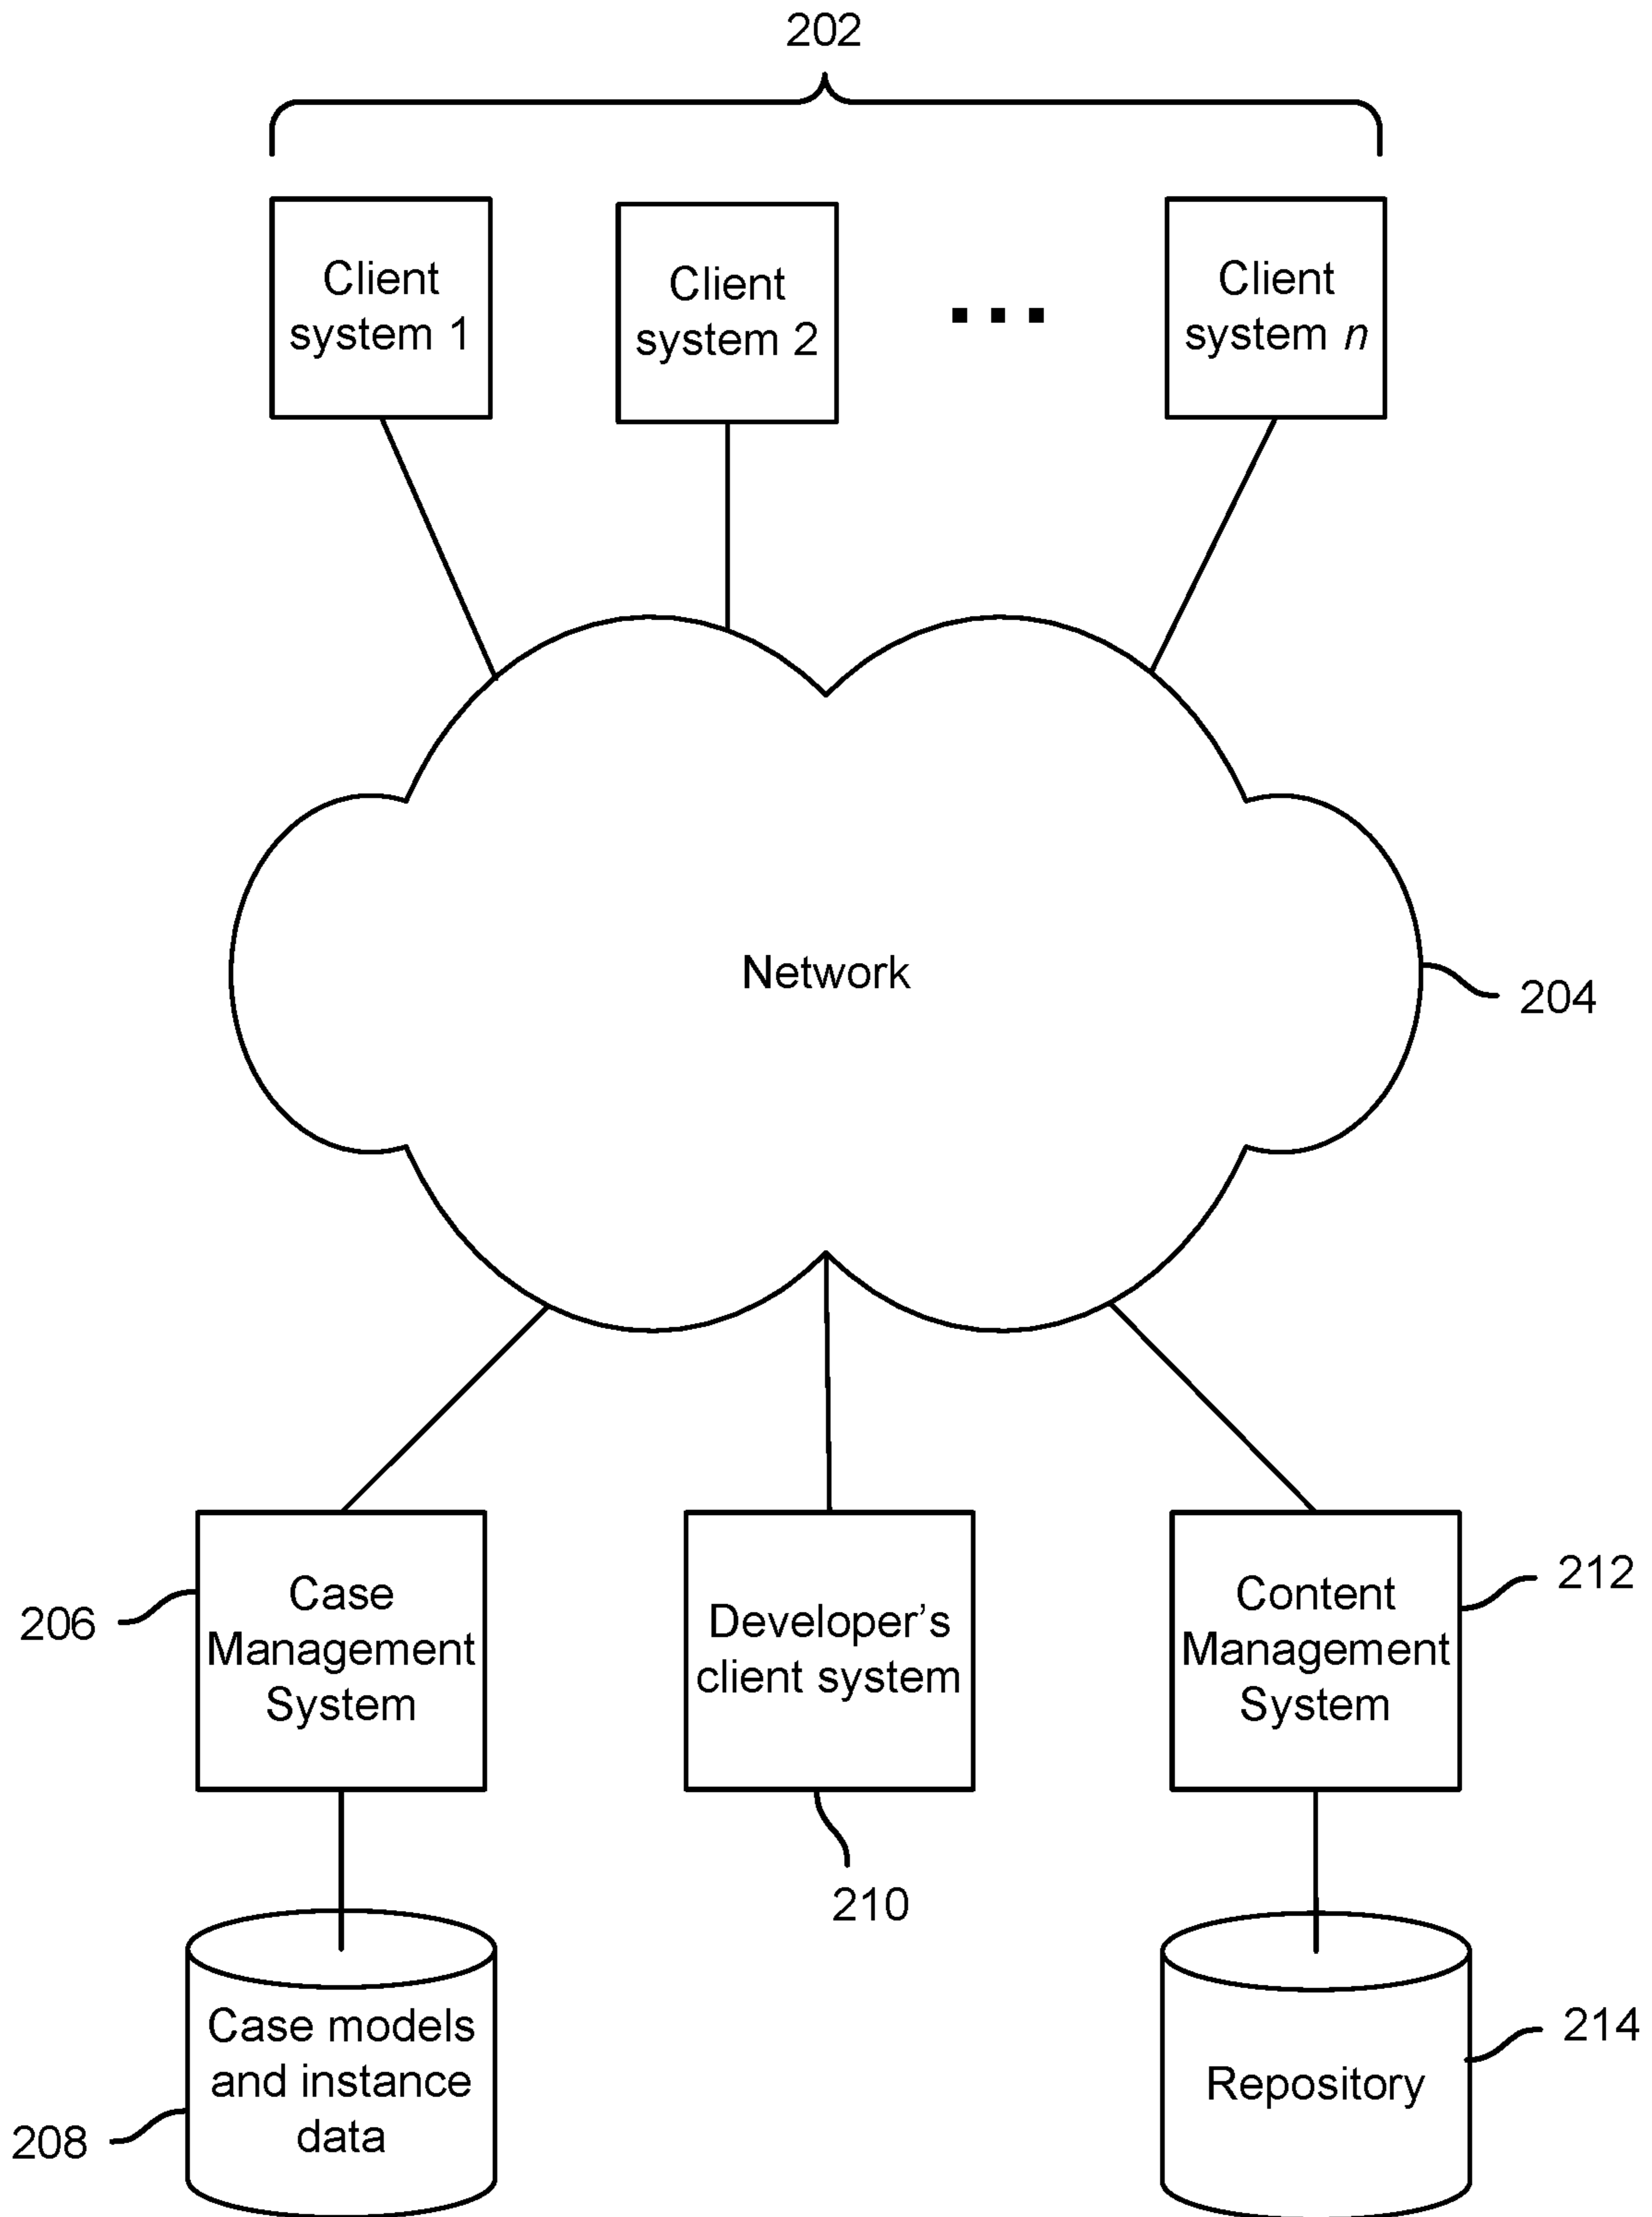 202
Client
system 1
Client
system 2
Client
system n
Network
204
206
Case
Management
System
Developer's
client system
Content
Management
System
212
210
208
Case models
and instance
data
Repository
214